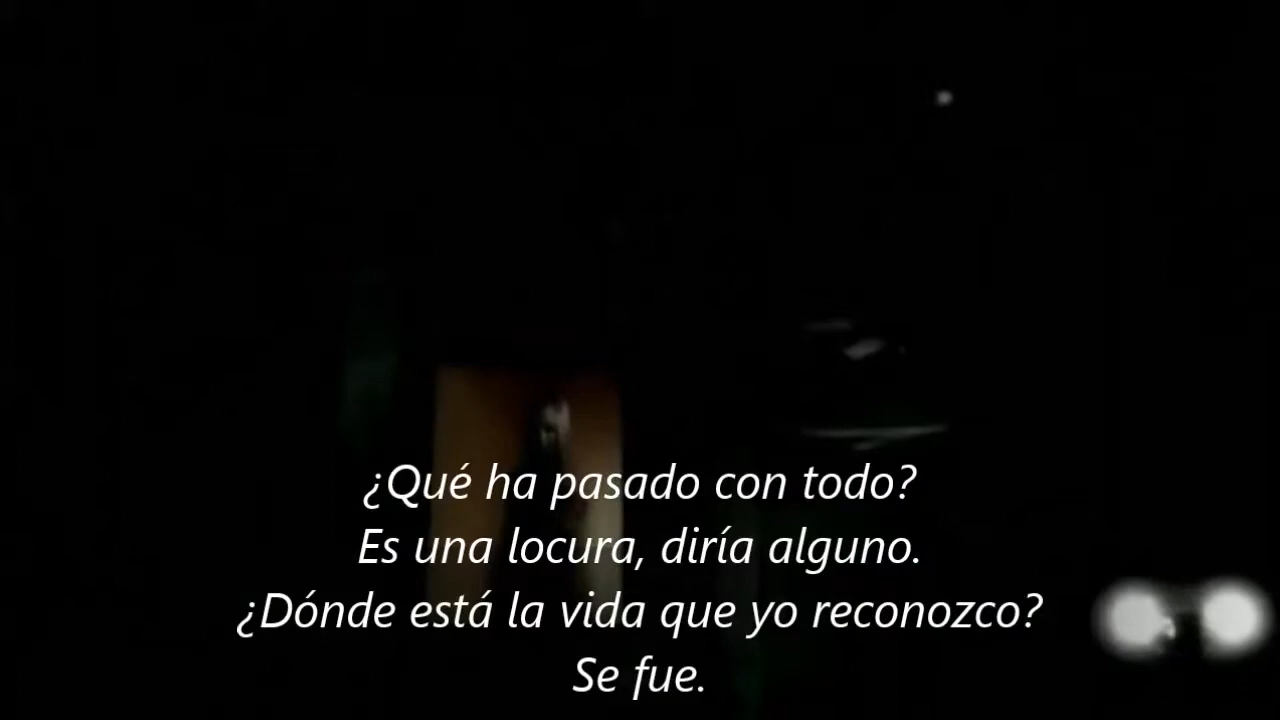 ¿Qué ha pasado con todo?
Es una locura, diría alguno.
¿Dónde está la vida que yo reconozco?
Se fue.